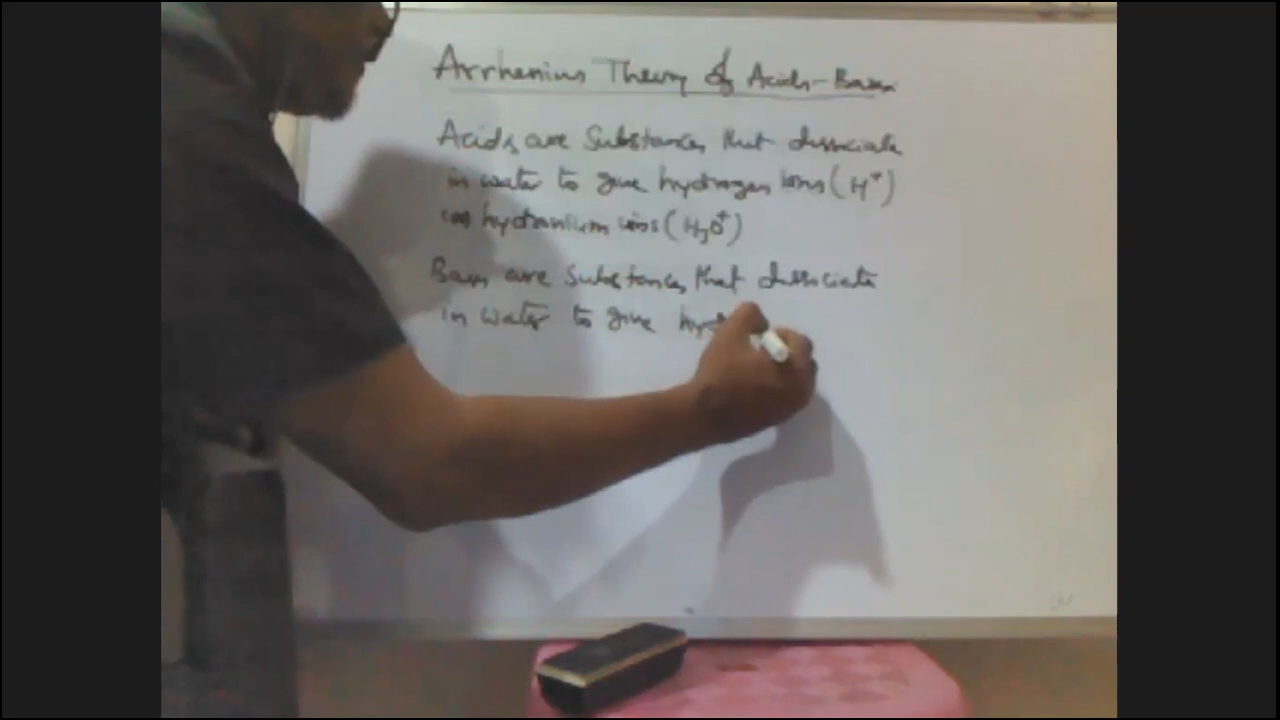 Arrhenius Theory of Acids-Bases
Acids are substances that dissociate
in water to give hydrogen ions (H⁺)
hydronium ions (H₃O⁺)
Bases are substances that dissociate
in water to give hyd